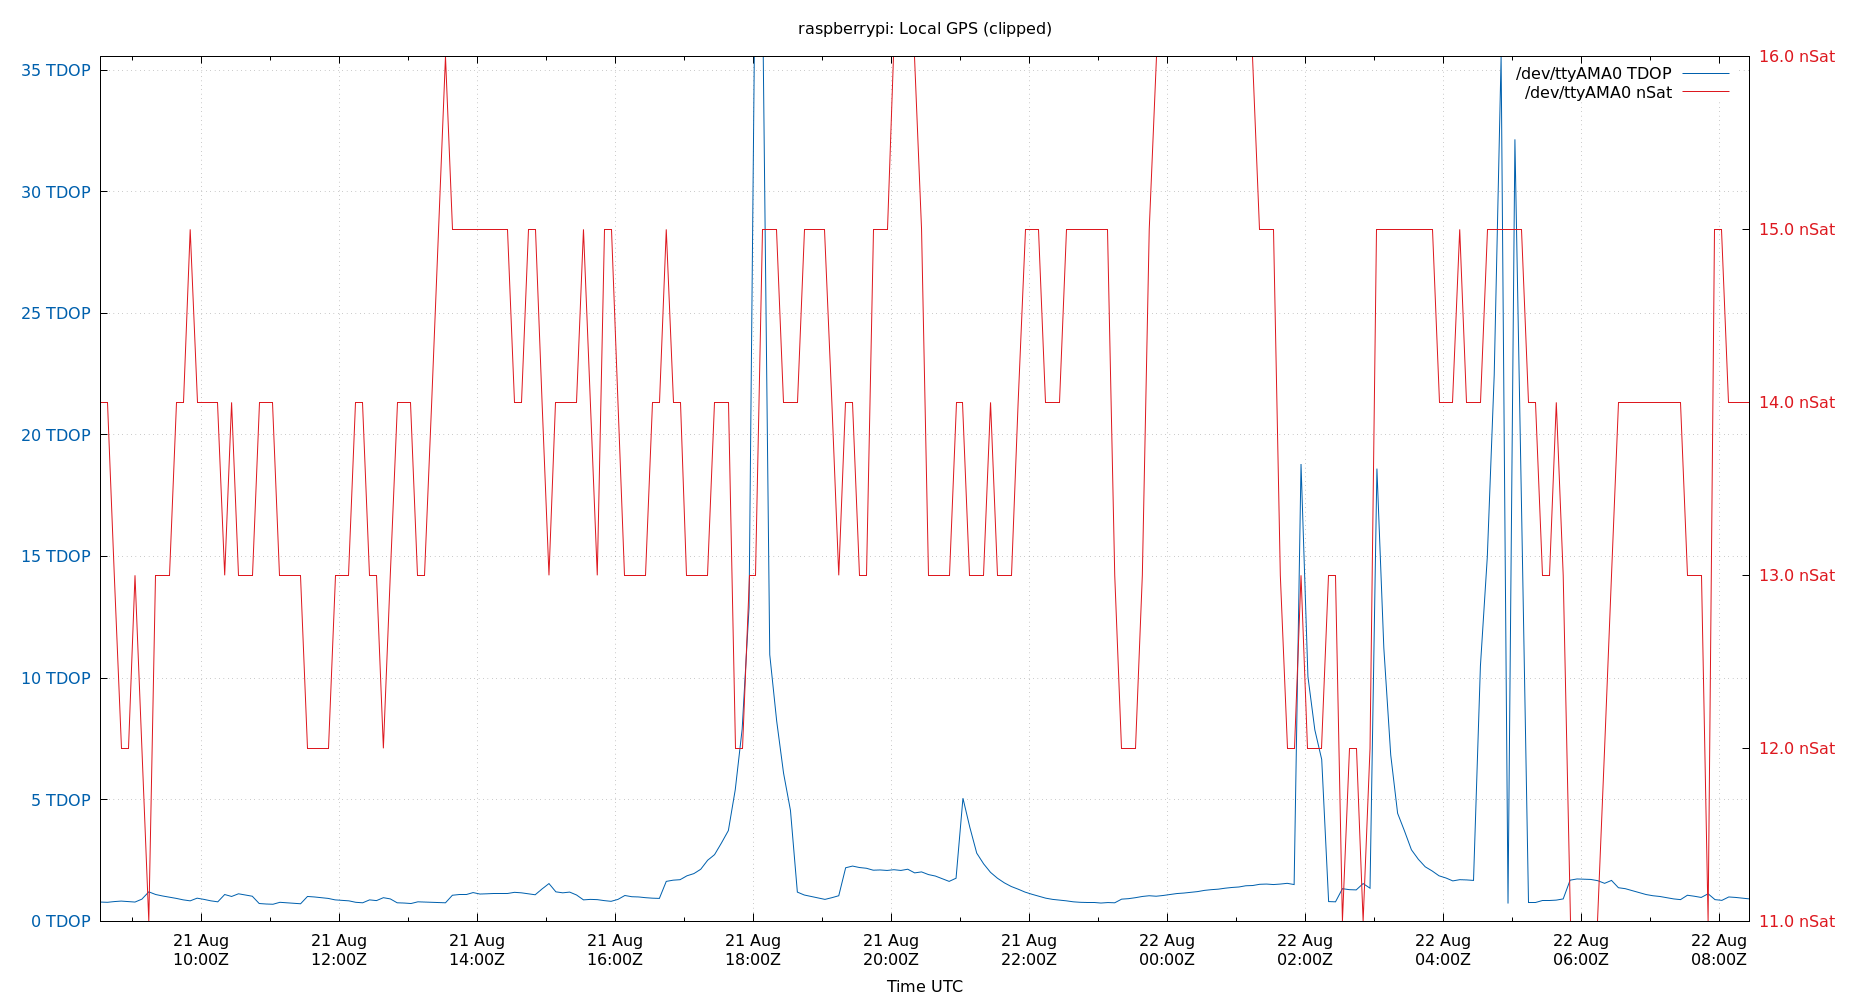 raspberrypi: Local GPS (clipped)
35 TDOP
30 TDOP
25 TDOP
20 TDOP
15 TDOP
10 TDOP
5 TDOP
0 TDOP
16.0 nSat
15.0 nSat
14.0 nSat
13.0 nSat
12.0 nSat
11.0 nSat
/dev/ttyAMA0 TDOP
/dev/ttyAMA0 nSat
21 Aug
10:00Z
21 Aug
12:00Z
21 Aug
14:00Z
21 Aug
16:00Z
21 Aug
18:00Z
21 Aug
20:00Z
21 Aug
22:00Z
22 Aug
00:00Z
22 Aug
02:00Z
22 Aug
04:00Z
22 Aug
06:00Z
22 Aug
08:00Z
Time UTC